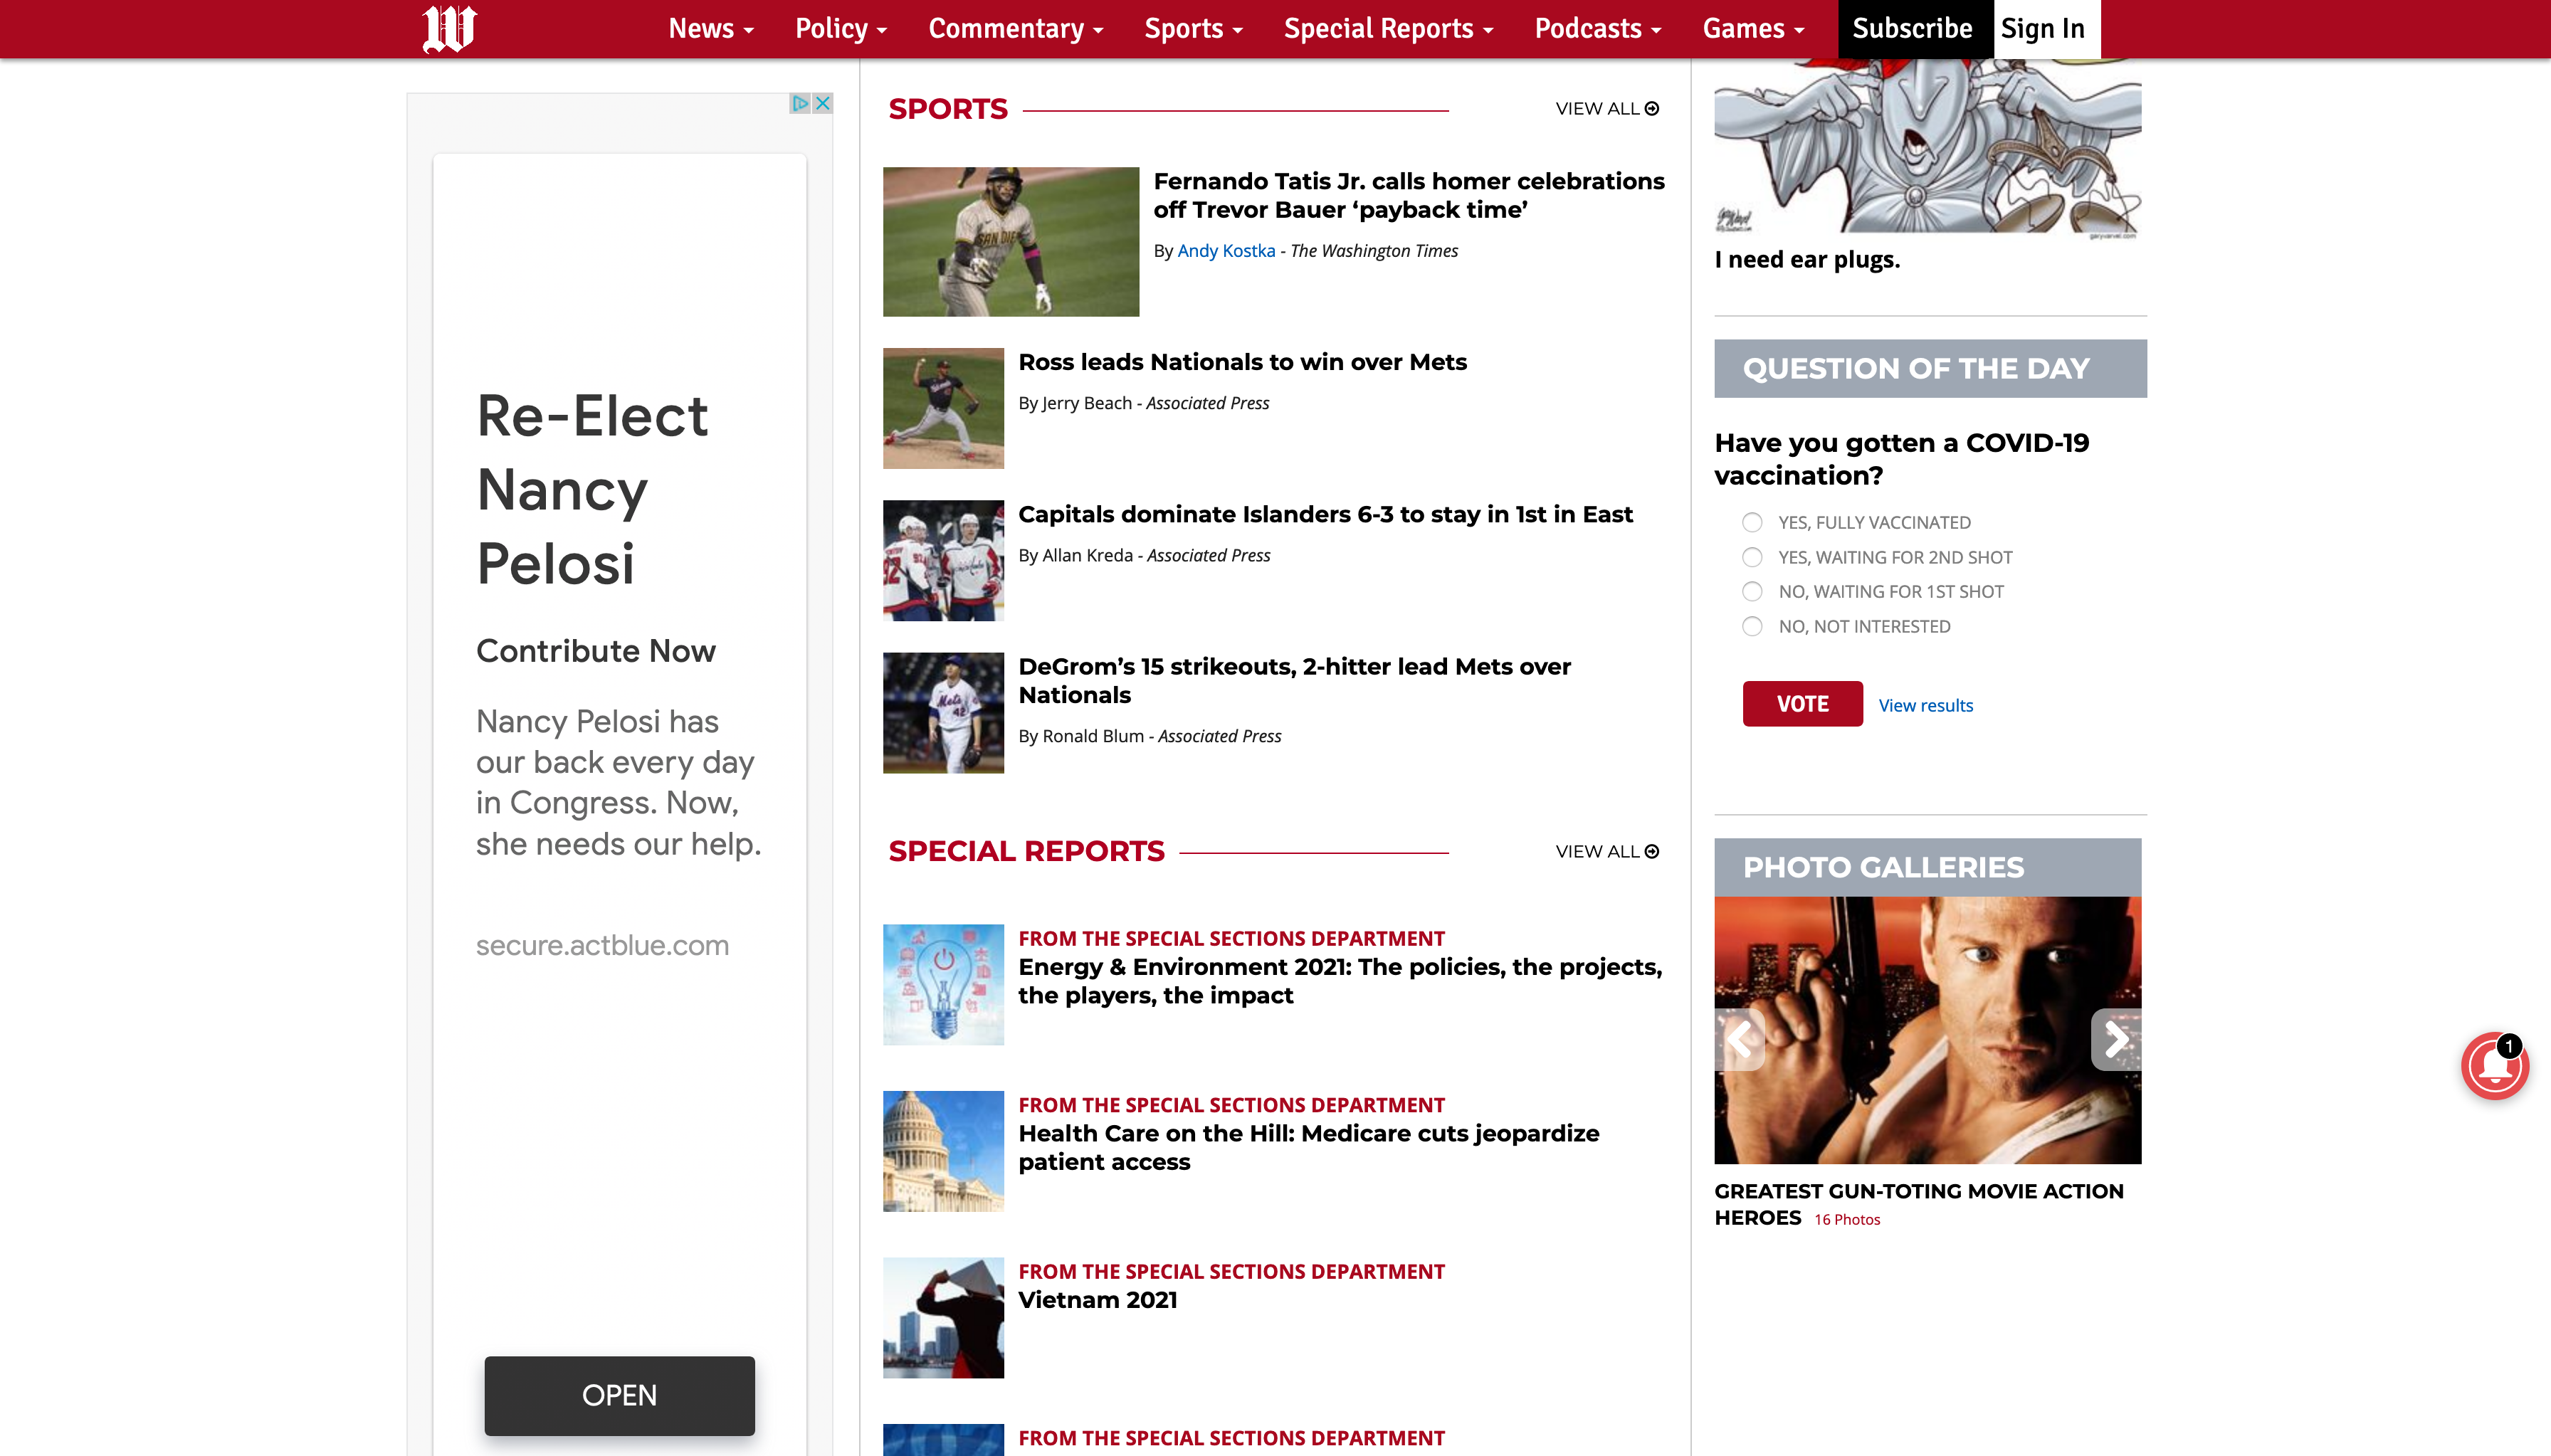 News
Policy
Commentary
Sports
Special Reports
Podcasts
Games
Subscribe
Sign In
Re-Elect
Nancy
Pelosi
Contribute Now
Nancy Pelosi has
our back every day
in Congress. Now,
she needs our help.
secure.actblue.com
OPEN
SPORTS
VIEW ALL
SAN DIE
Fernando Tatis Jr. calls homer celebrations
off Trevor Bauer ‘payback time’
By Andy Kostka - The Washington Times
Ross leads Nationals to win over Mets
By Jerry Beach - Associated Press
Capitals dominate Islanders 6-3 to stay in 1st in East
By Allan Kreda - Associated Press
Mets
42
DeGrom’s 15 strikeouts, 2-hitter lead Mets over
Nationals
By Ronald Blum - Associated Press
SPECIAL REPORTS
VIEW ALL
FROM THE SPECIAL SECTIONS DEPARTMENT
Energy & Environment 2021: The policies, the projects,
the players, the impact
FROM THE SPECIAL SECTIONS DEPARTMENT
Health Care on the Hill: Medicare cuts jeopardize
patient access
FROM THE SPECIAL SECTIONS DEPARTMENT
Vietnam 2021
FROM THE SPECIAL SECTIONS DEPARTMENT
garyvarvel.com
I need ear plugs.
QUESTION OF THE DAY
Have you gotten a COVID-19
vaccination?
YES, FULLY VACCINATED
YES, WAITING FOR 2ND SHOT
NO, WAITING FOR 1ST SHOT
NO, NOT INTERESTED
VOTE
View results
PHOTO GALLERIES
GREATEST GUN-TOTING MOVIE ACTION
HEROES 16 Photos
1